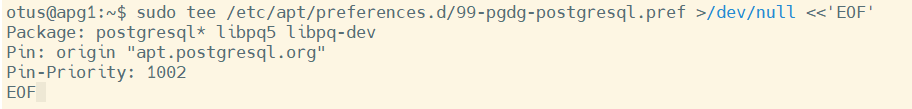 otus@apg1:~$ sudo tee /etc/apt/preferences.d/99-pgdg-postgresql.pref >/dev/null <<'EOF'
Package: postgresql* libpq5 libpq-dev
Pin: origin "apt.postgresql.org"
Pin-Priority: 1002
EOF